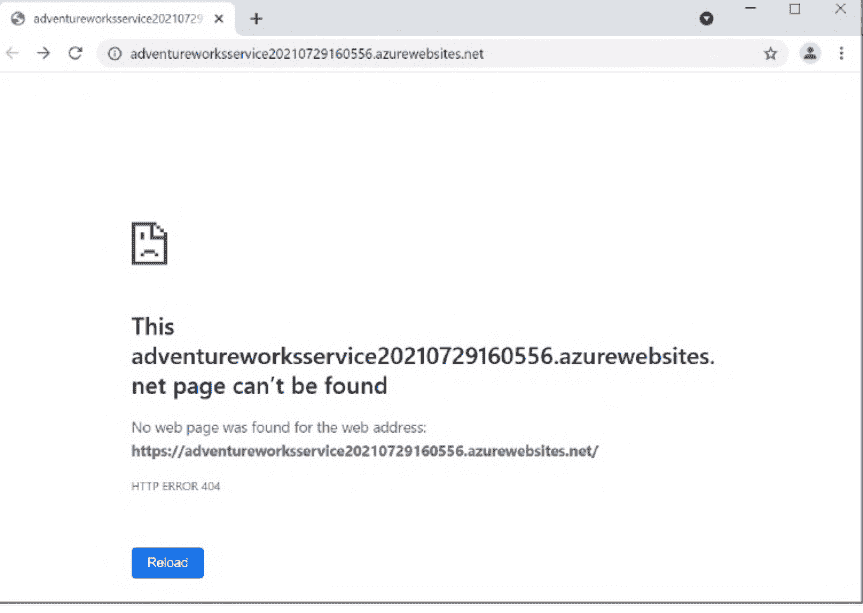 adventureworksservice20210729
adventureworksservice20210729160556.azurewebsites.net
This
adventureworksservice20210729160556.azurewebsites.
net page can't be found
No web page was found for the web address:
https://adventureworksservice20210729160556.azurewebsites.net/
HTTP ERROR 404
Reload